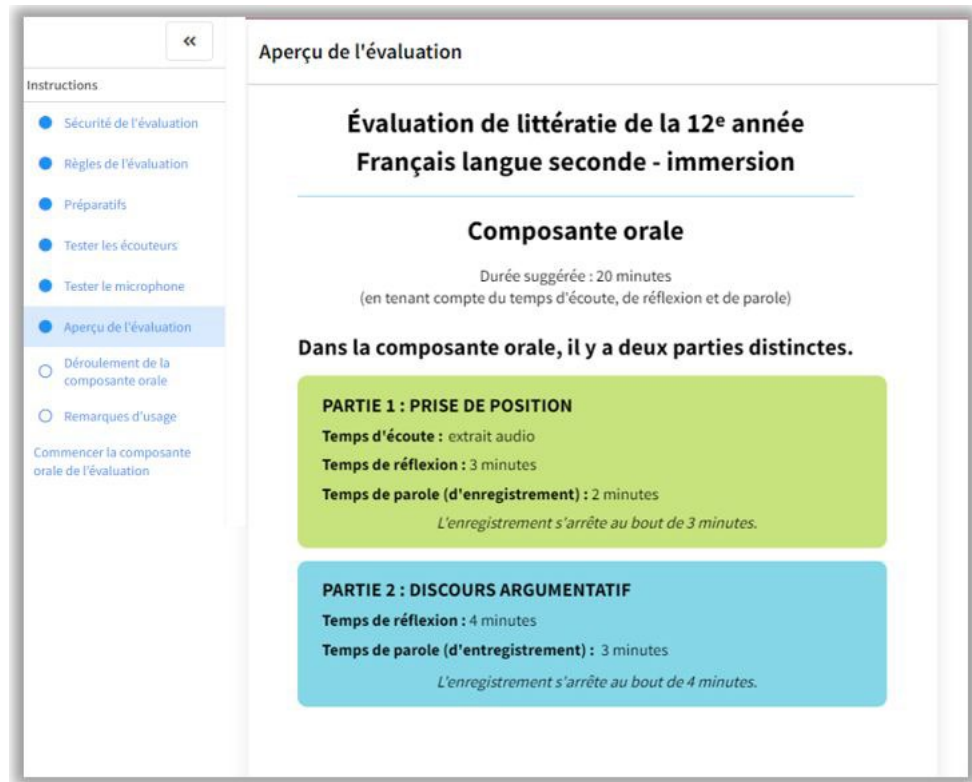 «
Instructions
Sécurité de l'évaluation
Règles de l'évaluation
Préparatifs
Tester les écouteurs
Tester le microphone
Aperçu de l'évaluation
Déroulement de la
composante orale
Remarques d'usage
Commencer la composante
orale de l'évaluation
Aperçu de l'évaluation
Évaluation de littératie de la 12e année
Français langue seconde - immersion
Composante orale
Durée suggérée : 20 minutes
(en tenant compte du temps d'écoute, de réflexion et de parole)
Dans la composante orale, il y a deux parties distinctes.
PARTIE 1 : PRISE DE POSITION
Temps d'écoute : extrait audio
Temps de réflexion : 3 minutes
Temps de parole (d'enregistrement) : 2 minutes
L'enregistrement s'arrête au bout de 3 minutes.
PARTIE 2 : DISCOURS ARGUMENTATIF
Temps de réflexion : 4 minutes
Temps de parole (d'entregistrement) : 3 minutes
L'enregistrement s'arrête au bout de 4 minutes.